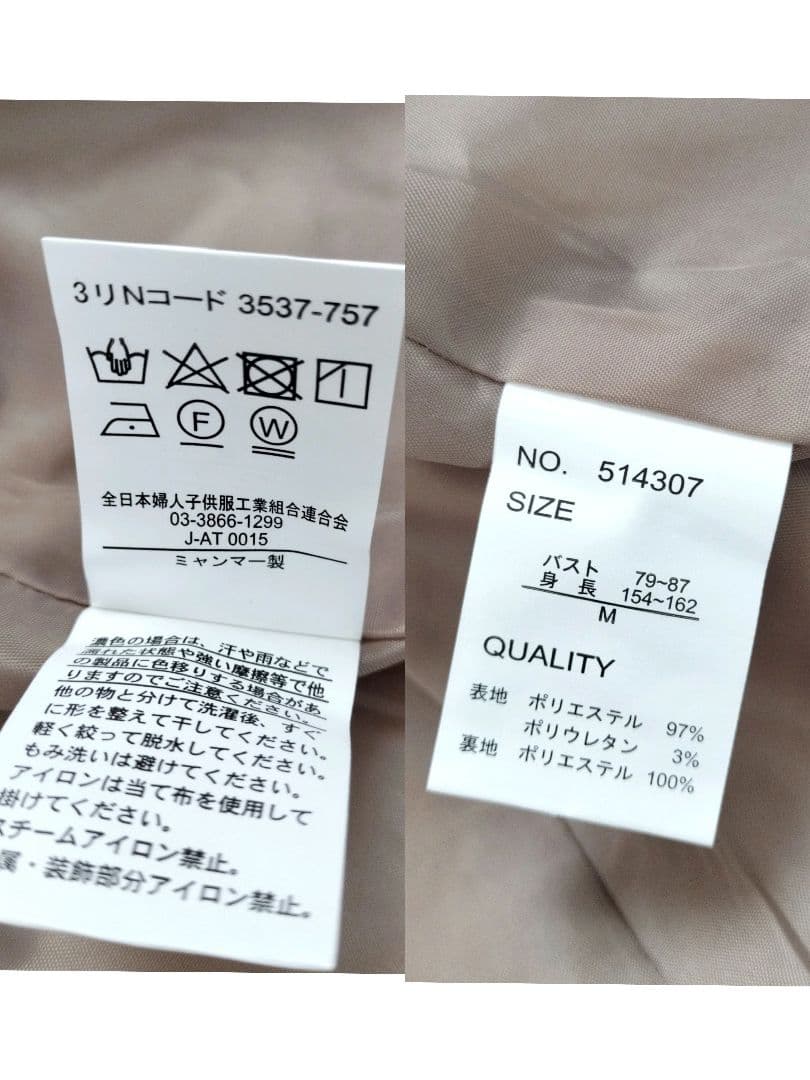 3リNコード 3537-757
F
W
全日本婦人子供服工業組合連合会
03-3866-1299
J-AT 0015
ミャンマー製
濃色の場合は、汗や雨などで
濡れた状態や強い摩擦等で他
の製品に色移りする場合があ
りますのでご注意ください。
他の物と分けて洗濯後、すぐ
に形を整えて干してください。
軽く絞って脱水してください。
もみ洗いは避けてください。
アイロンは当て布を使用して
掛けてください。
スチームアイロン禁止。
属・装飾部分アイロン禁止。
NO. 514307
SIZE
バスト 79~87
身長 154~162
M
QUALITY
表地 ポリエステル 97%
ポリウレタン 3%
裏地 ポリエステル 100%